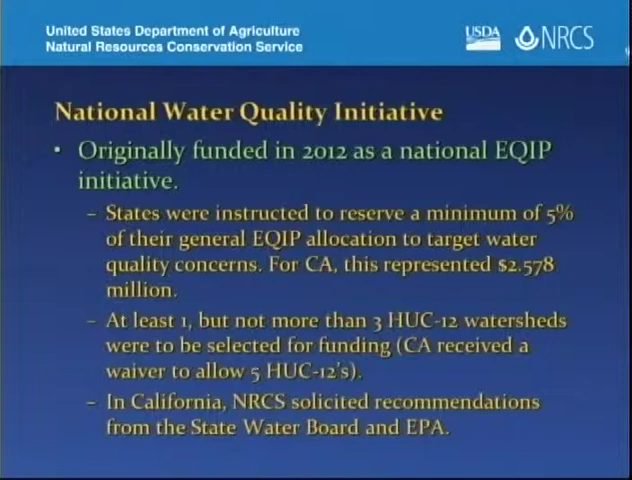 United States Department of Agriculture
Natural Resources Conservation Service
USDA
NRCS
National Water Quality Initiative
• Originally funded in 2012 as a national EQIP
initiative.
– States were instructed to reserve a minimum of 5%
of their general EQIP allocation to target water
quality concerns. For CA, this represented $2.578
million.
– At least 1, but not more than 3 HUC-12 watersheds
were to be selected for funding (CA received a
waiver to allow 5 HUC-12's).
– In California, NRCS solicited recommendations
from the State Water Board and EPA.